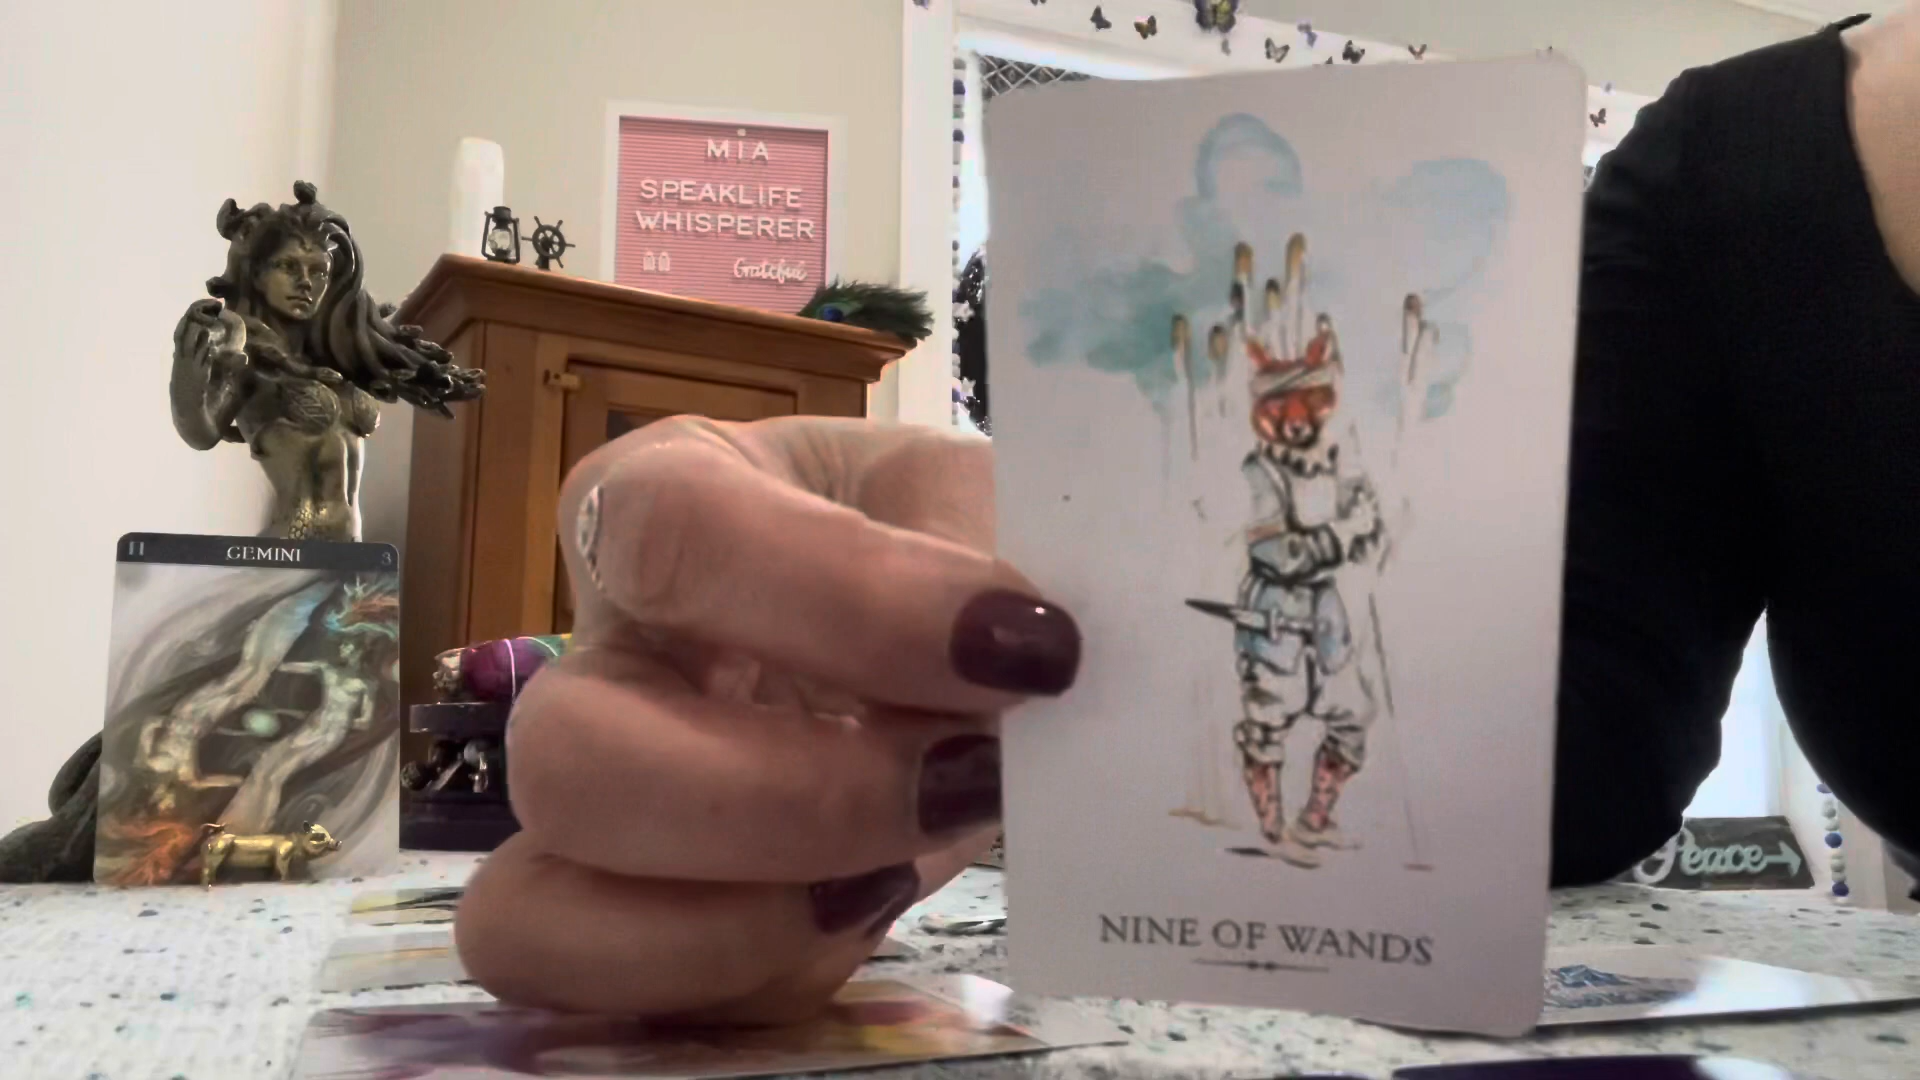 MIA
SPEAKLIFE
WHISPERER
Grateful
II GEMINI 3
NINE OF WANDS
Peace